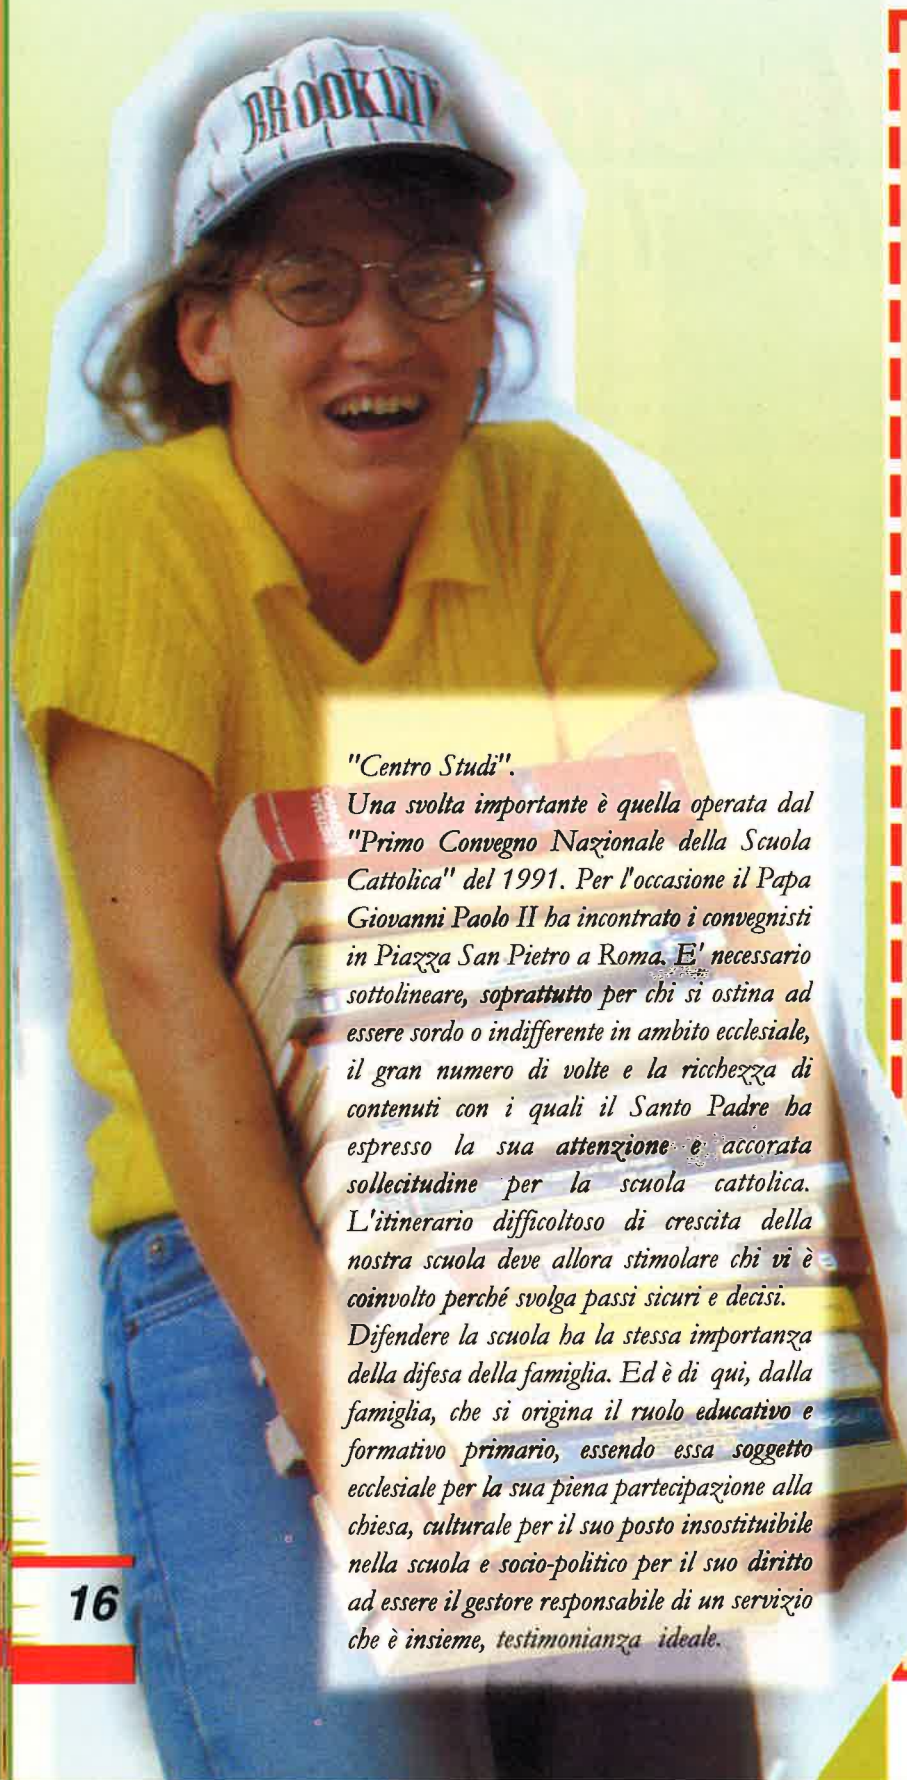 BROOKLYN
"Centro Studi".
Una svolta importante è quella operata dal
"Primo Convegno Nazionale della Scuola
Cattolica" del 1991. Per l'occasione il Papa
Giovanni Paolo II ha incontrato i convegnisti
in Piazza San Pietro a Roma. E' necessario
sottolineare, soprattutto per chi si ostina ad
essere sordo o indifferente in ambito ecclesiale,
il gran numero di volte e la ricchezza di
contenuti con i quali il Santo Padre ha
espresso la sua attenzione e accorata
sollecitudine per la scuola cattolica.
L'itinerario difficoltoso di crescita della
nostra scuola deve allora stimolare chi vi è
coinvolto perché svolga passi sicuri e decisi.
Difendere la scuola ha la stessa importanza
della difesa della famiglia. Ed è di qui, dalla
famiglia, che si origina il ruolo educativo e
formativo primario, essendo essa soggetto
ecclesiale per la sua piena partecipazione alla
chiesa, culturale per il suo posto insostituibile
nella scuola e socio-politico per il suo diritto
ad essere il gestore responsabile di un servizio
che è insieme, testimonianza ideale.
16